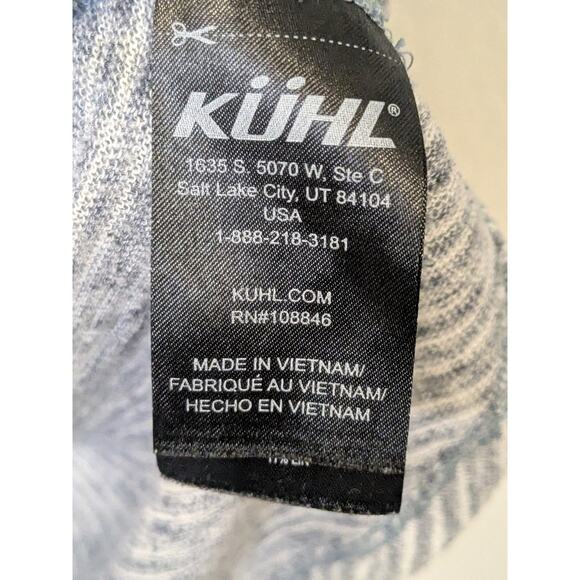 KÜHL®
1635 S. 5070 W, Ste C
Salt Lake City, UT 84104
USA
1-888-218-3181
KUHL.COM
RN#108846
MADE IN VIETNAM/
FABRIQUÉ AU VIETNAM/
HECHO EN VIETNAM